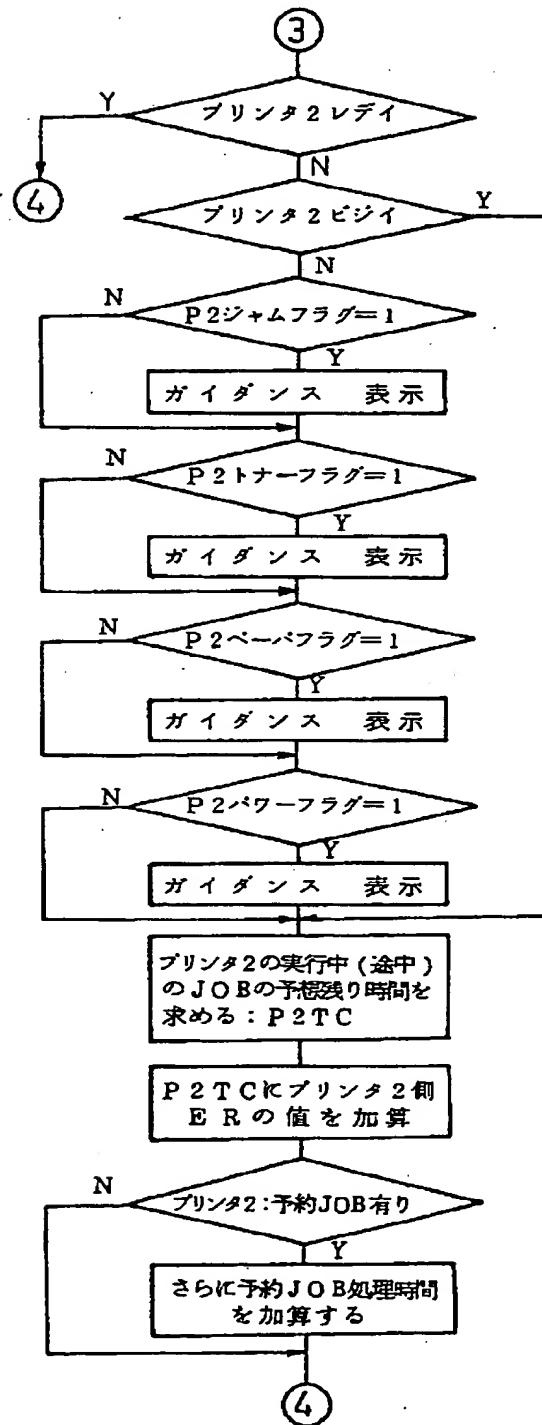 3
プリンタ2レデイ
Y
N
4
プリンタ2ビジイ
Y
N
P2ジャムフラグ=1
N
Y
ガイダンス 表示
P2トナーフラグ=1
N
Y
ガイダンス 表示
P2ペーパフラグ=1
N
Y
ガイダンス 表示
P2パワーフラグ=1
N
Y
ガイダンス 表示
プリンタ2の実行中(途中)
のJOBの予想残り時間を
求める:P2TC
P2TCにプリンタ2側
ERの値を加算
プリンタ2:予約JOB有り
N
Y
さらに予約JOB処理時間
を加算する
4